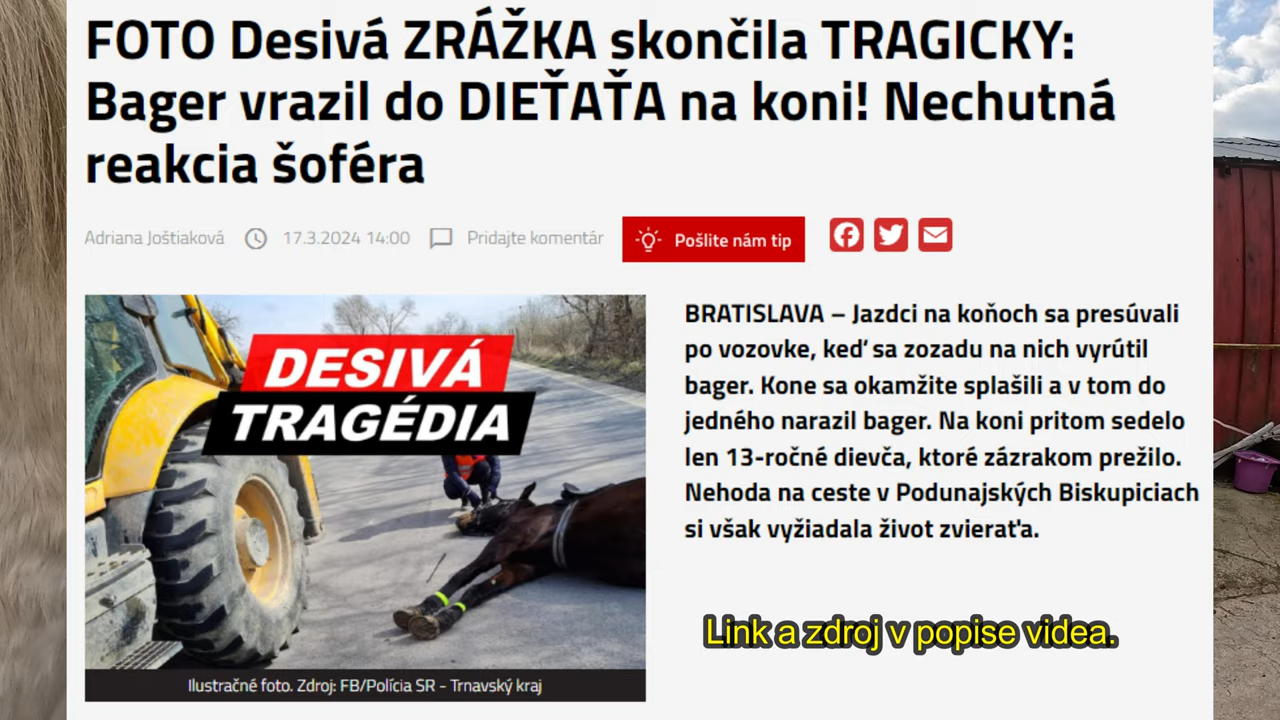 FOTO Desivá ZRÁŽKA skončila TRAGICKY:
Bager vrazil do DIEŤAŤA na koni! Nechutná
reakcia šoféra
Adriana Joštiaková 17.3.2024 14:00 Pridajte komentár Pošlite nám tip
DESIVÁ
TRAGÉDIA
Ilustračné foto. Zdroj: FB/Polícia SR - Trnavský kraj
BRATISLAVA – Jazdci na koňoch sa presúvali
po vozovke, keď sa zozadu na nich vyrútil
bager. Kone sa okamžite splašili a v tom do
jedného narazil bager. Na koni pritom sedelo
len 13-ročné dievča, ktoré zázrakom prežilo.
Nehoda na ceste v Podunajských Biskupiciach
si však vyžiadala život zvieraťa.
Link a zdroj v popise videa.